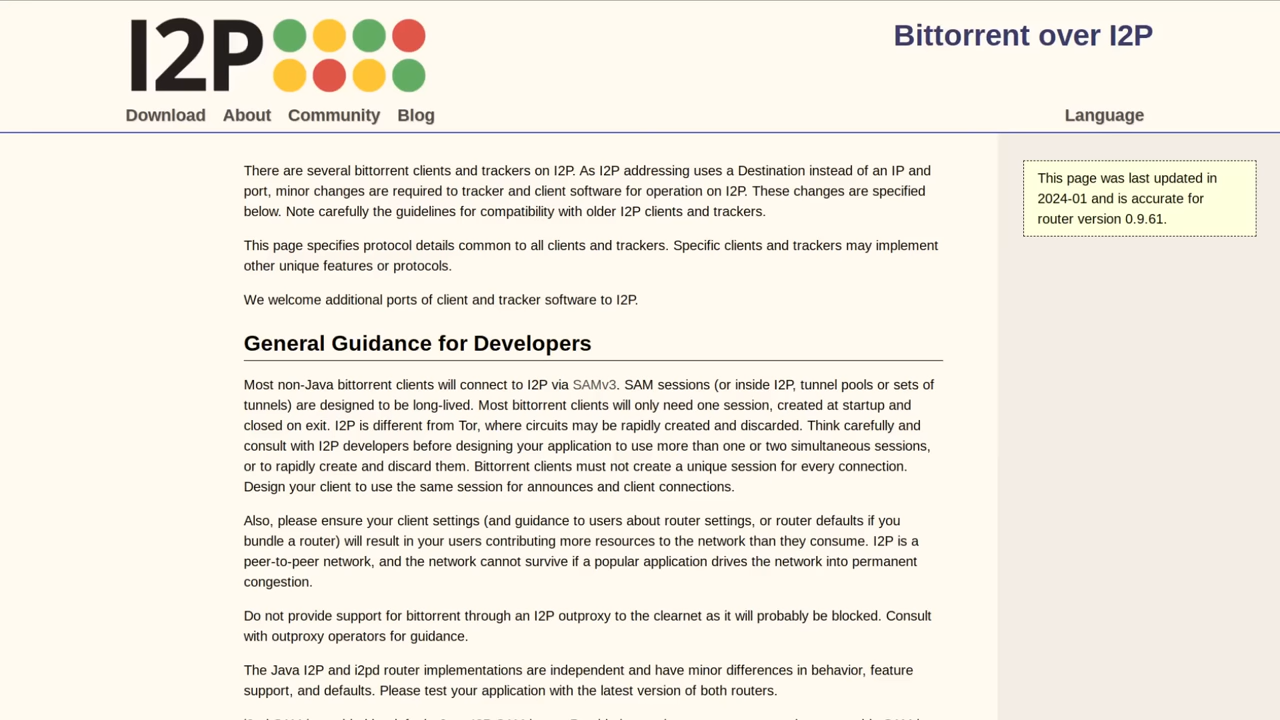 I2P
Bittorrent over I2P
Download About Community Blog
Language
There are several bittorrent clients and trackers on I2P. As I2P addressing uses a Destination instead of an IP and
port, minor changes are required to tracker and client software for operation on I2P. These changes are specified
below. Note carefully the guidelines for compatibility with older I2P clients and trackers.
This page specifies protocol details common to all clients and trackers. Specific clients and trackers may implement
other unique features or protocols.
We welcome additional ports of client and tracker software to I2P.
General Guidance for Developers
Most non-Java bittorrent clients will connect to I2P via SAMv3. SAM sessions (or inside I2P, tunnel pools or sets of
tunnels) are designed to be long-lived. Most bittorrent clients will only need one session, created at startup and
closed on exit. I2P is different from Tor, where circuits may be rapidly created and discarded. Think carefully and
consult with I2P developers before designing your application to use more than one or two simultaneous sessions,
or to rapidly create and discard them. Bittorrent clients must not create a unique session for every connection.
Design your client to use the same session for announces and client connections.
Also, please ensure your client settings (and guidance to users about router settings, or router defaults if you
bundle a router) will result in your users contributing more resources to the network than they consume. I2P is a
peer-to-peer network, and the network cannot survive if a popular application drives the network into permanent
congestion.
Do not provide support for bittorrent through an I2P outproxy to the clearnet as it will probably be blocked. Consult
with outproxy operators for guidance.
The Java I2P and i2pd router implementations are independent and have minor differences in behavior, feature
support, and defaults. Please test your application with the latest version of both routers.
This page was last updated in
2024-01 and is accurate for
router version 0.9.61.